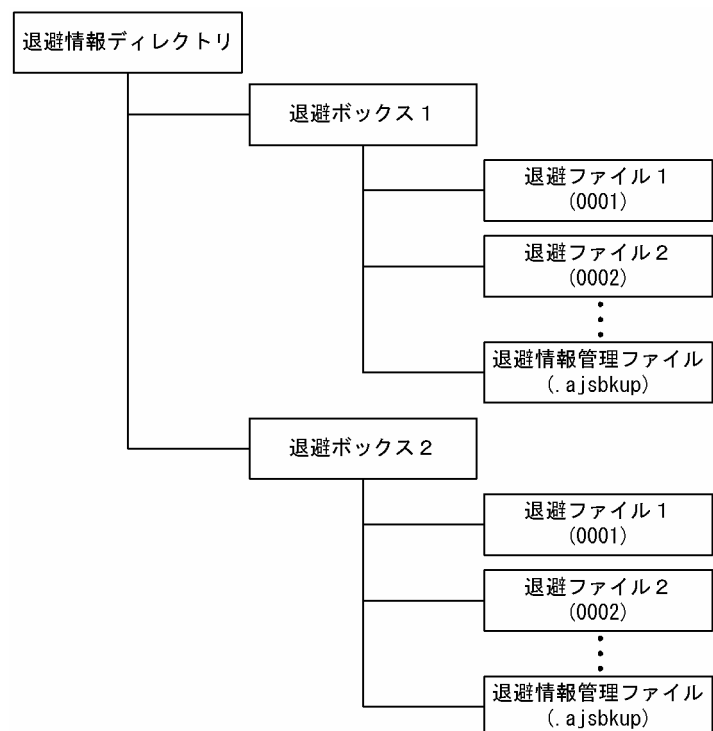 退避情報ディレクトリ
退避ボックス１
退避ファイル１
(0001)
退避ファイル２
(0002)
退避情報管理ファイル
(.ajsbkup)
退避ボックス２
退避ファイル１
(0001)
退避ファイル２
(0002)
退避情報管理ファイル
(.ajsbkup)